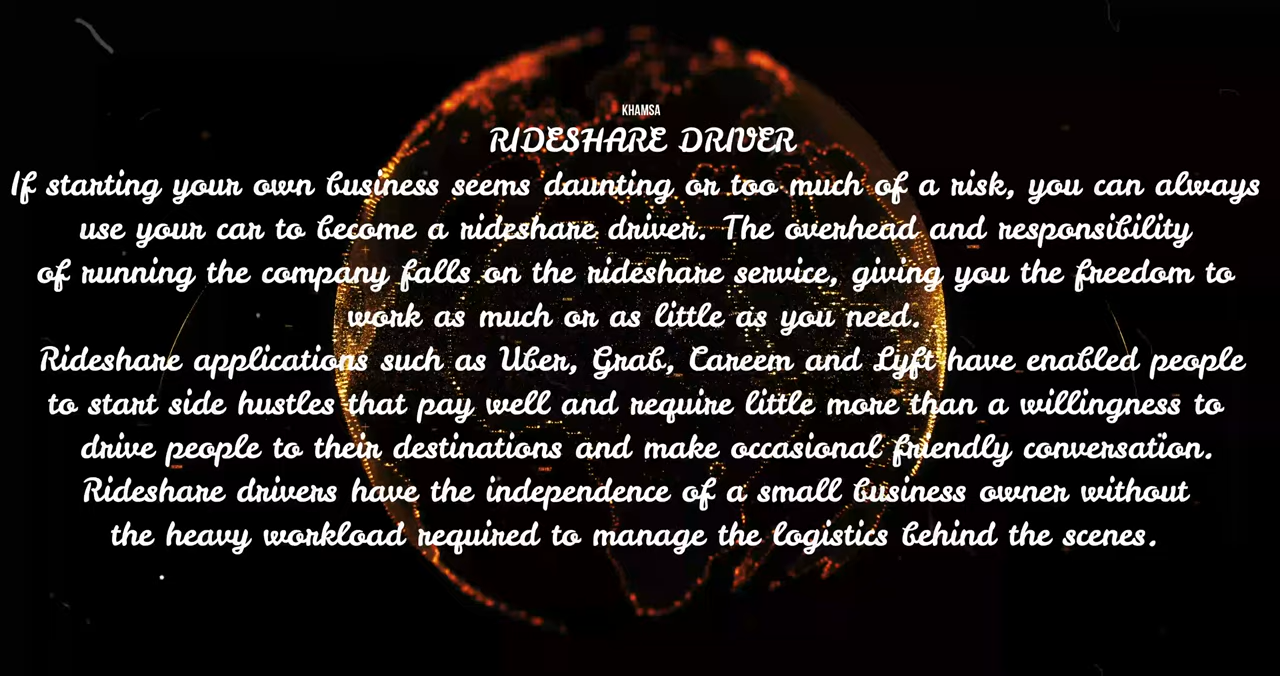 KHAMSA
RIDESHARE DRIVER
If starting your own business seems daunting or too much of a risk, you can always
use your car to become a rideshare driver. The overhead and responsibility
of running the company falls on the rideshare service, giving you the freedom to
work as much or as little as you need.
Rideshare applications such as Uber, Grab, Careem and Lyft have enabled people
to start side hustles that pay well and require little more than a willingness to
drive people to their destinations and make occasional friendly conversation.
Rideshare drivers have the independence of a small business owner without
the heavy workload required to manage the logistics behind the scenes.